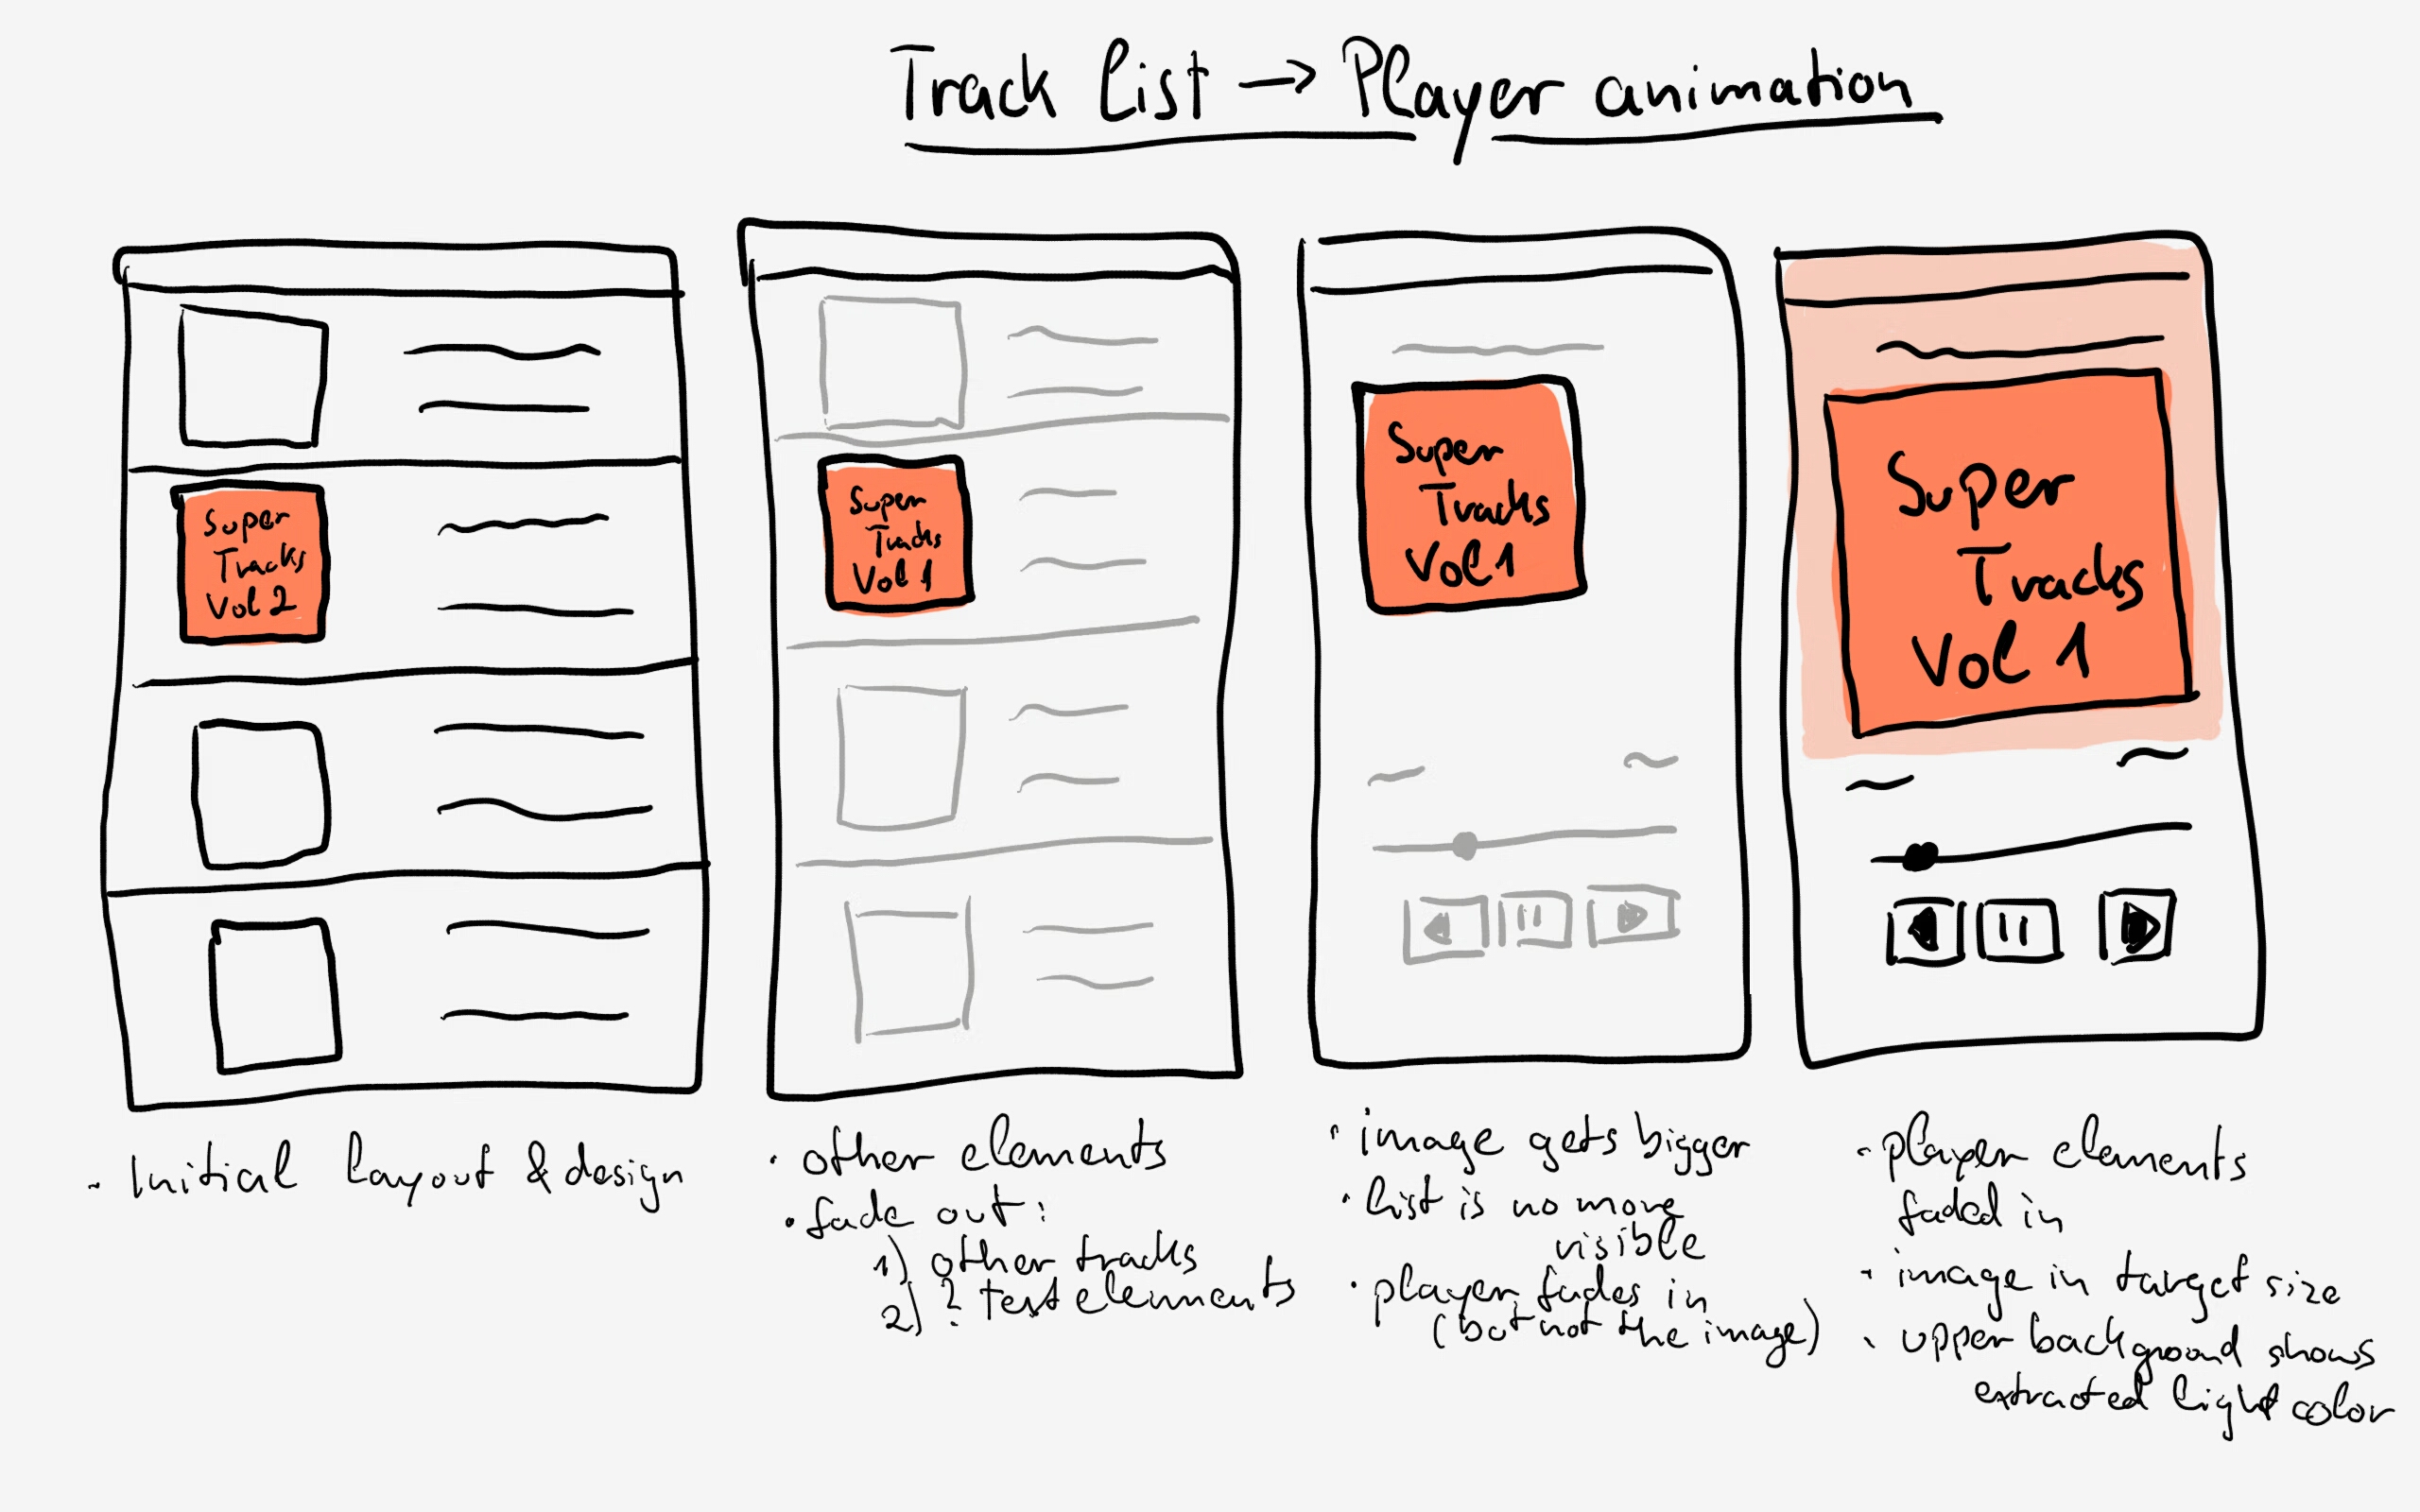 Track list → Player animation
Super
Tracks
Vol 2
Super
Tracks
Vol 1
Super
Tracks
Vol 1
Super
Tracks
Vol 1
- Initial layout & design
· other elements
· fade out:
1) other tracks
2) ? text elements
· image gets bigger
· list is no more
visible
· player fades in
(but not the image)
- player elements
faded in
- image in target size
· upper background shows
extracted light color